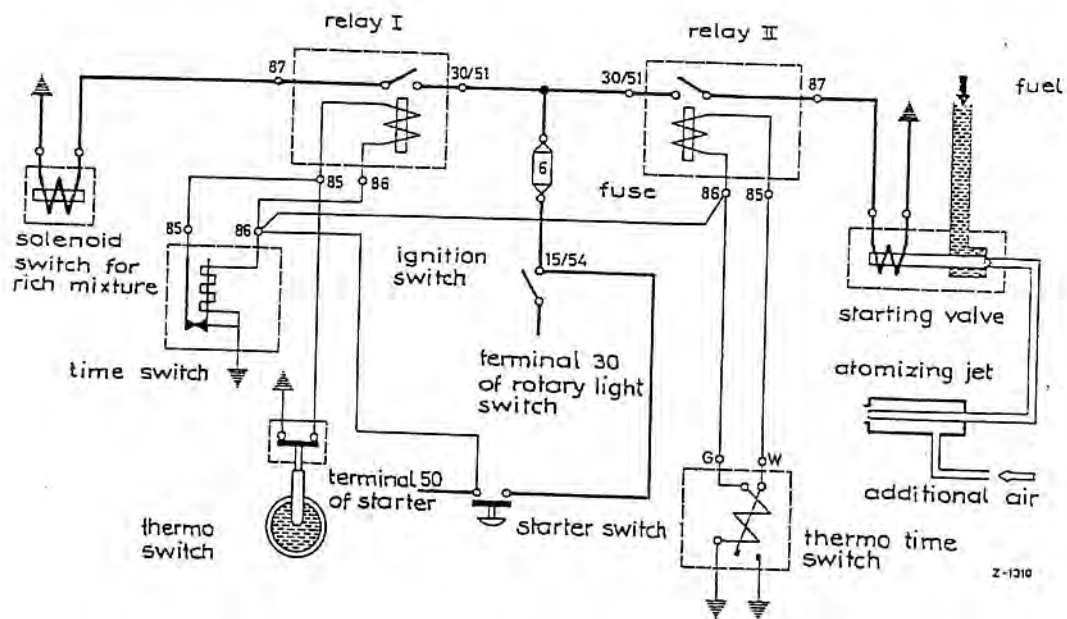 relay I
relay II
87
30/51
30/51
87
fuel
6
fuse
85
86
86
85
85
86
solenoid
switch for
rich mixture
ignition
switch
15/54
starting valve
time switch
terminal 30
of rotary light
switch
atomizing jet
G
W
terminal 50
of starter
additional air
thermo
switch
starter switch
thermo time
switch
Z-1310